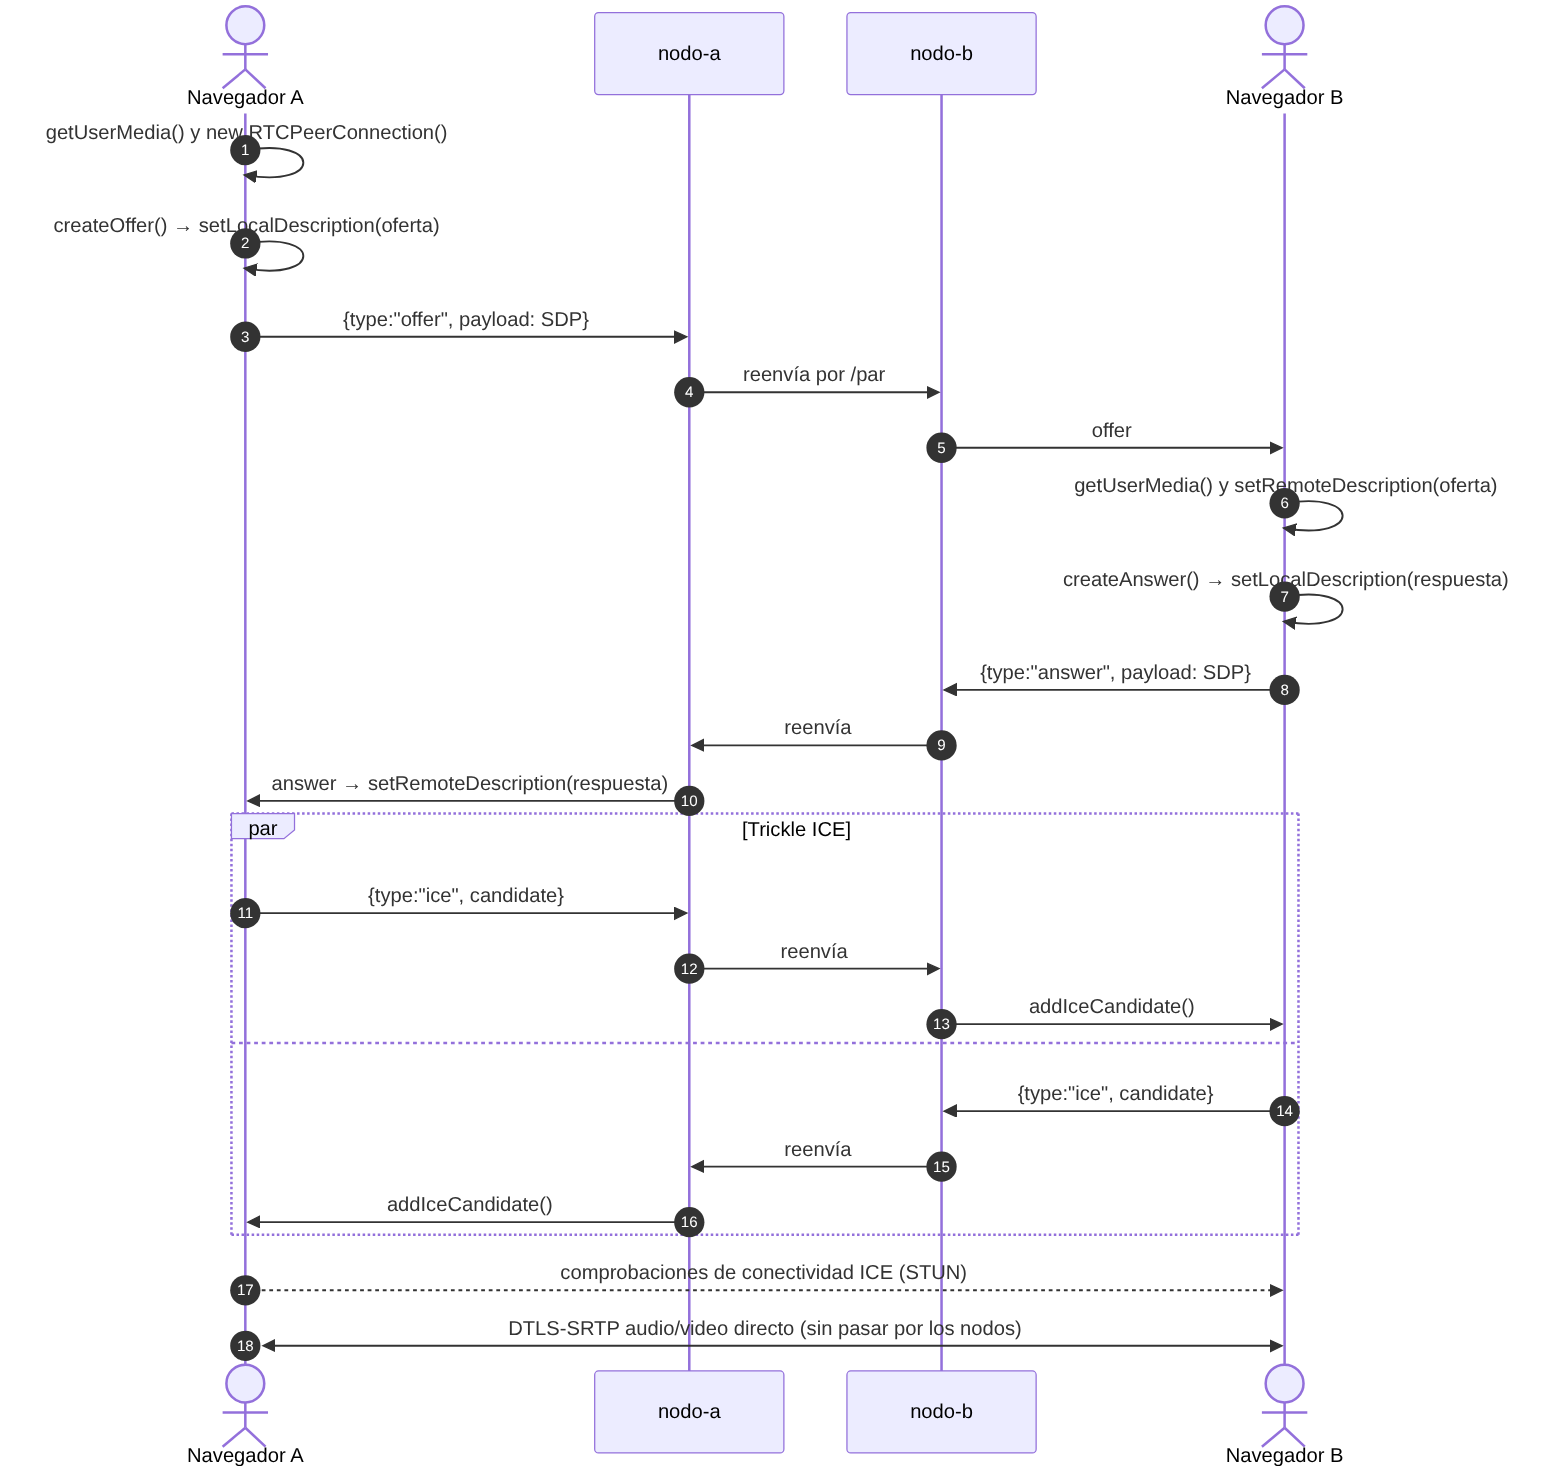 nodo-a
nodo-b
Navegador A
Navegador B
getUserMedia() y new RTCPeerConnection()
1
createOffer() → setLocalDescription(oferta)
2
{type:"offer", payload: SDP}
3
reenvía por /par
4
offer
5
getUserMedia() y setRemoteDescription(oferta)
6
createAnswer() → setLocalDescription(respuesta)
7
{type:"answer", payload: SDP}
8
reenvía
9
answer → setRemoteDescription(respuesta)
10
par
[Trickle ICE]
{type:"ice", candidate}
11
reenvía
12
addIceCandidate()
13
{type:"ice", candidate}
14
reenvía
15
addIceCandidate()
16
comprobaciones de conectividad ICE (STUN)
17
DTLS-SRTP audio/video directo (sin pasar por los nodos)
18
nodo-a
nodo-b
Navegador A
Navegador B